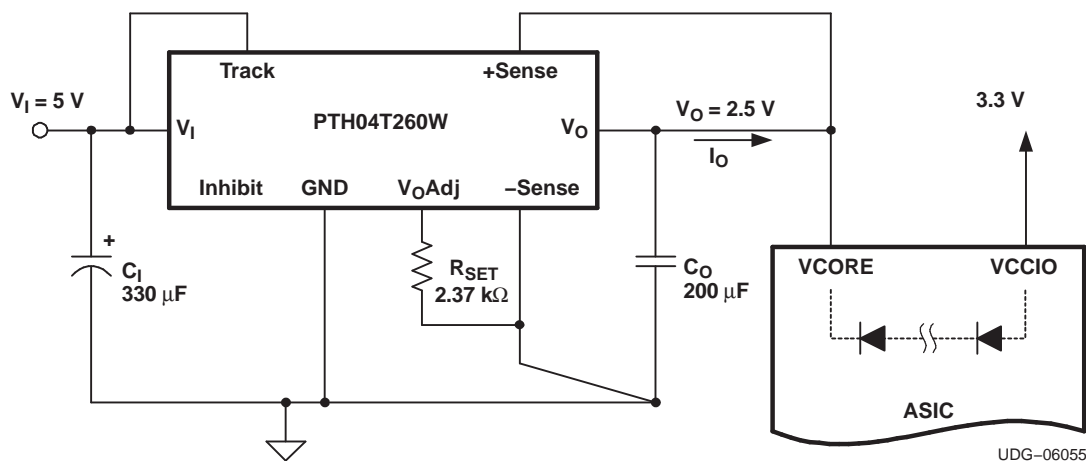 Track
+Sense
V_I = 5 V
PTH04T260W
V_O = 2.5 V
3.3 V
V_I
V_O
I_O
Inhibit
GND
V_OAdj
–Sense
+
C_I
330 μF
R_SET
2.37 kΩ
C_O
200 μF
VCORE
VCCIO
ASIC
UDG–06055